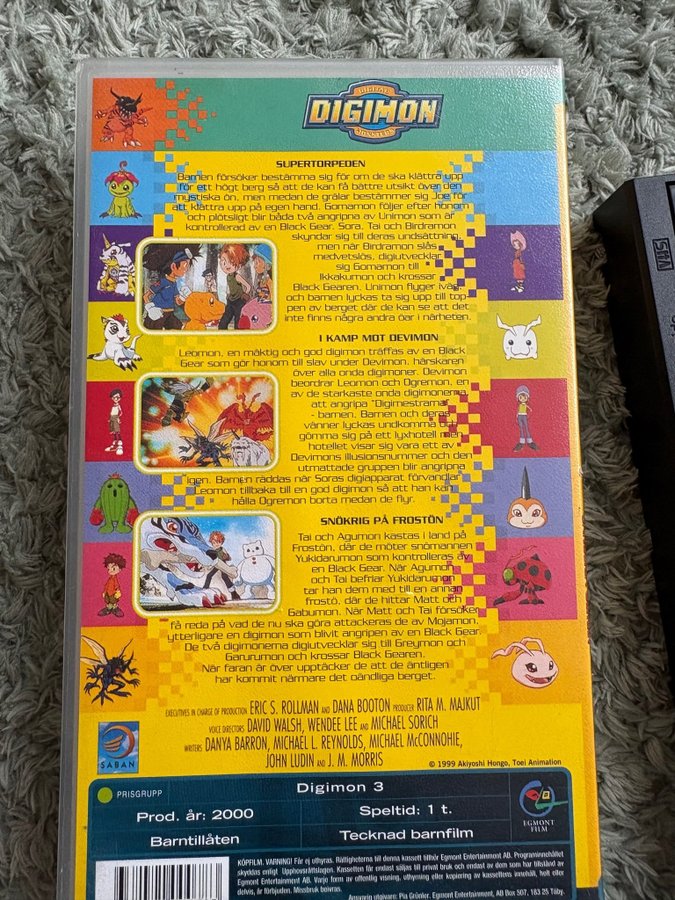 DIGITAL
DIGIMON
MONSTERS
SUPERTORPEDEN
Barnen försöker bestämma sig för om de ska klättra upp
för ett högt berg så att de kan få bättre utsikt över den
mystiska ön, men medan de grälar bestämmer sig Joe för
att klättra upp på egen hand. Gomamon följer efter honom
och plötsligt blir båda två angripna av Unimon som är
kontrollerad av en Black Gear. Sora, Tai och Birdramon
skyndar sig till deras undsättning,
men när Birdramon slås
medvetslös, digiutvecklar
sig Gomamon till
Ikkakumon och krossar
Black Gearen. Unimon flyger iväg
och barnen lyckas ta sig upp till top-
pen av berget där de kan se att det
inte finns några andra öar i närheten.
I KAMP MOT DEVIMON
Leomon, en mäktig och god digimon träffas av en Black
Gear som gör honom till slav under Devimon, härskaren
över alla onda digimoner. Devimon
beordrar Leomon och Ogremon, en
av de starkaste onda digimonerna,
att angripa "Digimestrarna"
- barnen. Barnen och deras
vänner lyckas undkomma och
gömma sig på ett lyxhotell men
hotellet visar sig vara ett av
Devimons illusionsnummer och den
utmattade gruppen blir angripna
igen. Barnen räddas när Soras digiapparat förvandlar
Leomon tillbaka till en god digimon så att han kan
hålla Ogremon borta medan de flyr.
SNÖKRIG PÅ FROSTÖN
Tai och Agumon kastas i land på
Frostön, där de möter snömannen
Yukidarumon som kontrolleras av
en Black Gear. När Agumon
och Tai befriar Yukidarumon
tar han dem med till en annan
frostö, där de hittar Matt och
Gabumon. När Matt och Tai försöker
få reda på vad de nu ska göra attackeras de av Mojamon,
ytterligare en digimon som blivit angripen av en Black Gear.
De två digimonerna digiutvecklar sig till Greymon och
Garurumon och krossar Black Gearen.
När faran är över upptäcker de att de äntligen
har kommit närmare det oändliga berget.
EXECUTIVES IN CHARGE OF PRODUCTION ERIC S. ROLLMAN AND DANA BOOTON PRODUCER RITA M. MAJKUT
VOICE DIRECTORS DAVID WALSH, WENDEE LEE AND MICHAEL SORICH
WRITERS DANYA BARRON, MICHAEL L. REYNOLDS, MICHAEL McCONNOHIE,
JOHN LUDIN AND J. M. MORRIS
SABAN
© 1999 Akiyoshi Hongo, Toei Animation
PRISGRUPP
Digimon 3
Prod. år: 2000
Speltid: 1 t.
Barntillåten
Tecknad barnfilm
EGMONT
FILM
KÖPFILM. VARNING! Får ej uthyras. Rättigheterna till denna kassett tillhör Egmont Entertainment AB. Programinnehållet
skyddas enligt Upphovsrättslagen. Kassetten får endast säljas till privat bruk och endast av dem som har avtal med
Egmont Entertainment AB. Varje form av offentlig visning, uthyrning eller kopiering av kassettens innehåll, helt eller
delvis, är förbjuden. Missbruk beivras.
Ansvarig utgivare: Pia Grünler. Egmont Entertainment AB, Box 507, 183 25 Täby.